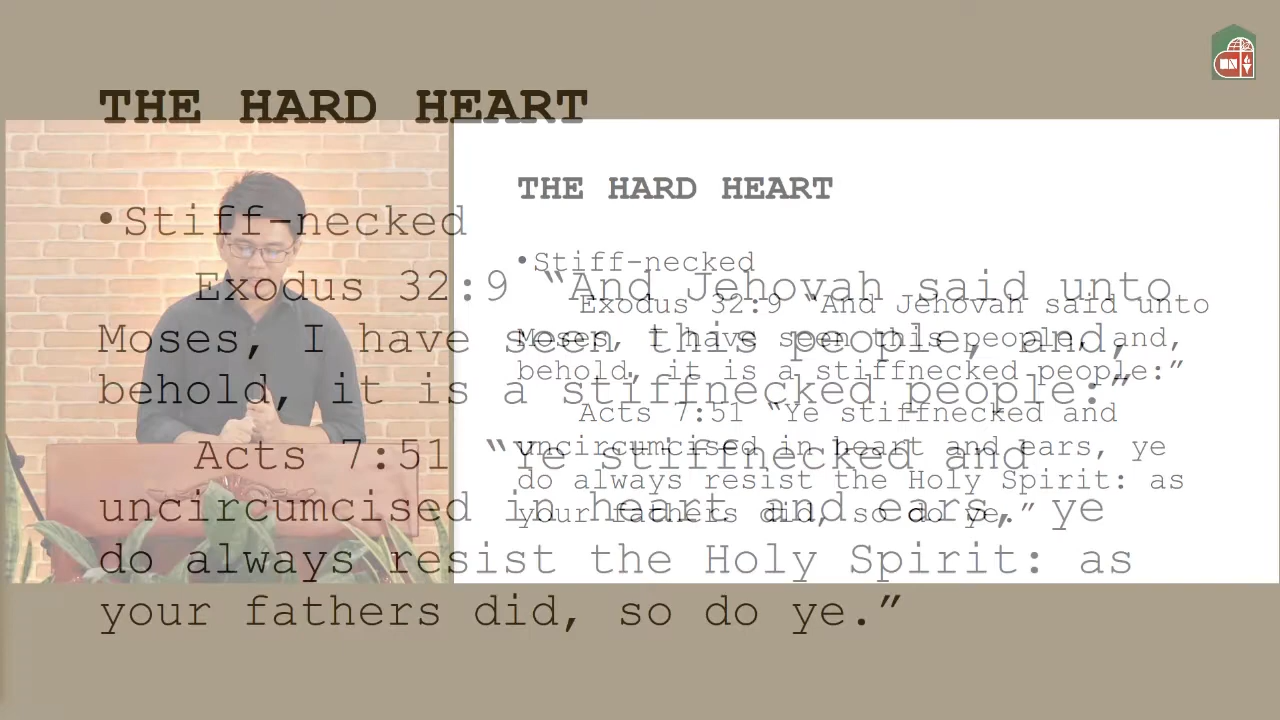 THE HARD HEART
•Stiff-necked
Exodus 32:9 “And Jehovah said unto
Moses, I have seen this people, and,
behold, it is a stiffnecked people:”
Acts 7:51 “Ye stiffnecked and
uncircumcised in heart and ears, ye
do always resist the Holy Spirit: as
your fathers did, so do ye.”
THE HARD HEART
•Stiff-necked
Exodus 32:9 “And Jehovah said unto
Moses, I have seen this people, and,
behold, it is a stiffnecked people:”
Acts 7:51 “Ye stiffnecked and
uncircumcised in heart and ears, ye
do always resist the Holy Spirit: as
your fathers did, so do ye.”